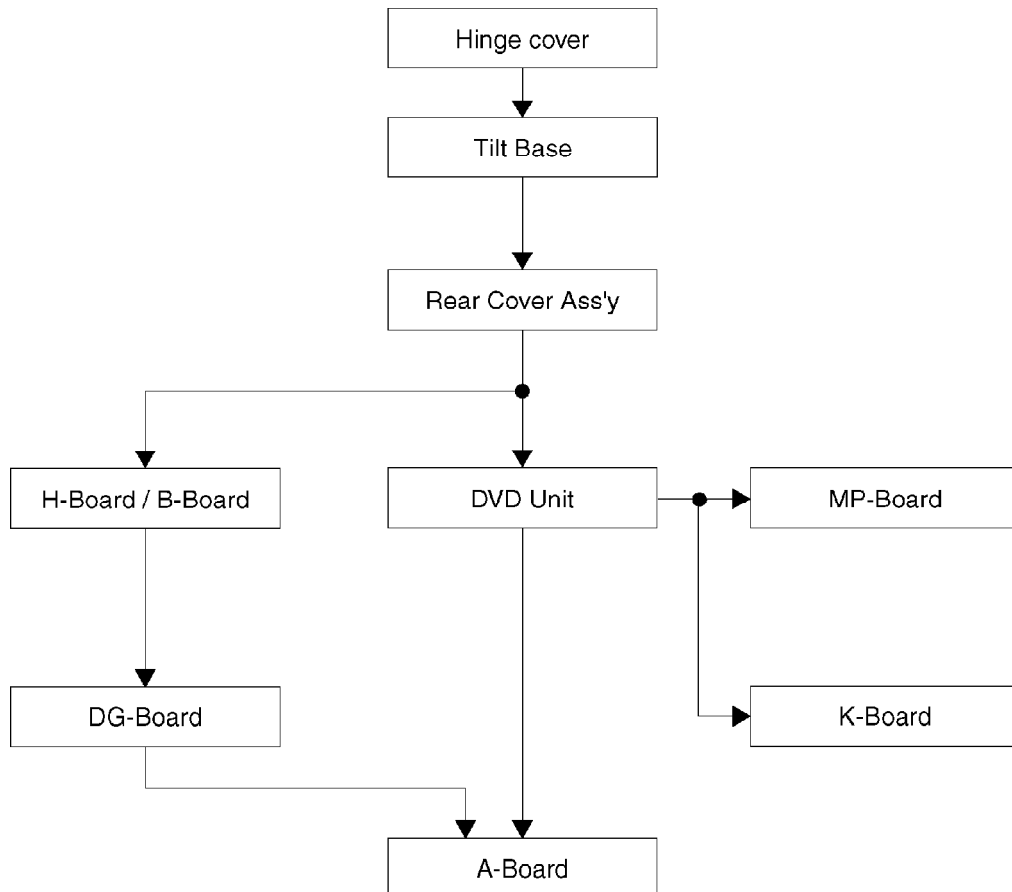 Hinge cover
Tilt Base
Rear Cover Ass'y
H-Board / B-Board
DVD Unit
MP-Board
DG-Board
K-Board
A-Board